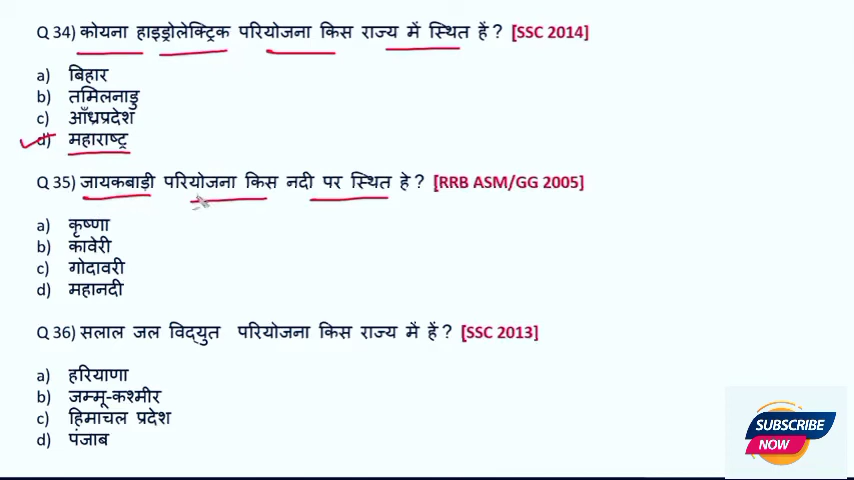 Q 34) कोयना हाइड्रोलेक्ट्रिक परियोजना किस राज्य में स्थित हें ? [SSC 2014]
a) बिहार
b) तमिलनाडु
c) आँध्रप्रदेश
d) महाराष्ट्र
Q 35) जायकबाड़ी परियोजना किस नदी पर स्थित हे ? [RRB ASM/GG 2005]
a) कृष्णा
b) कावेरी
c) गोदावरी
d) महानदी
Q 36) सलाल जल विद्युत परियोजना किस राज्य में हें ? [SSC 2013]
a) हरियाणा
b) जम्मू-कश्मीर
c) हिमाचल प्रदेश
d) पंजाब
SUBSCRIBE
NOW